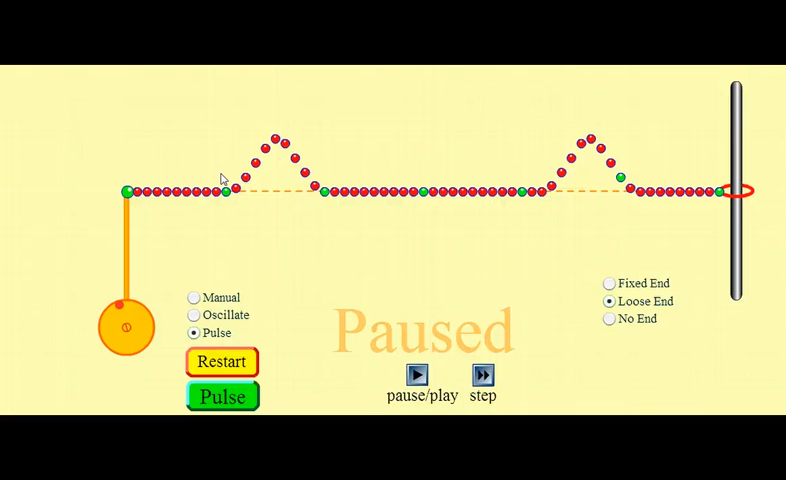 Manual
Oscillate
Pulse
Restart
Pulse
Paused
pause/play
step
Fixed End
Loose End
No End